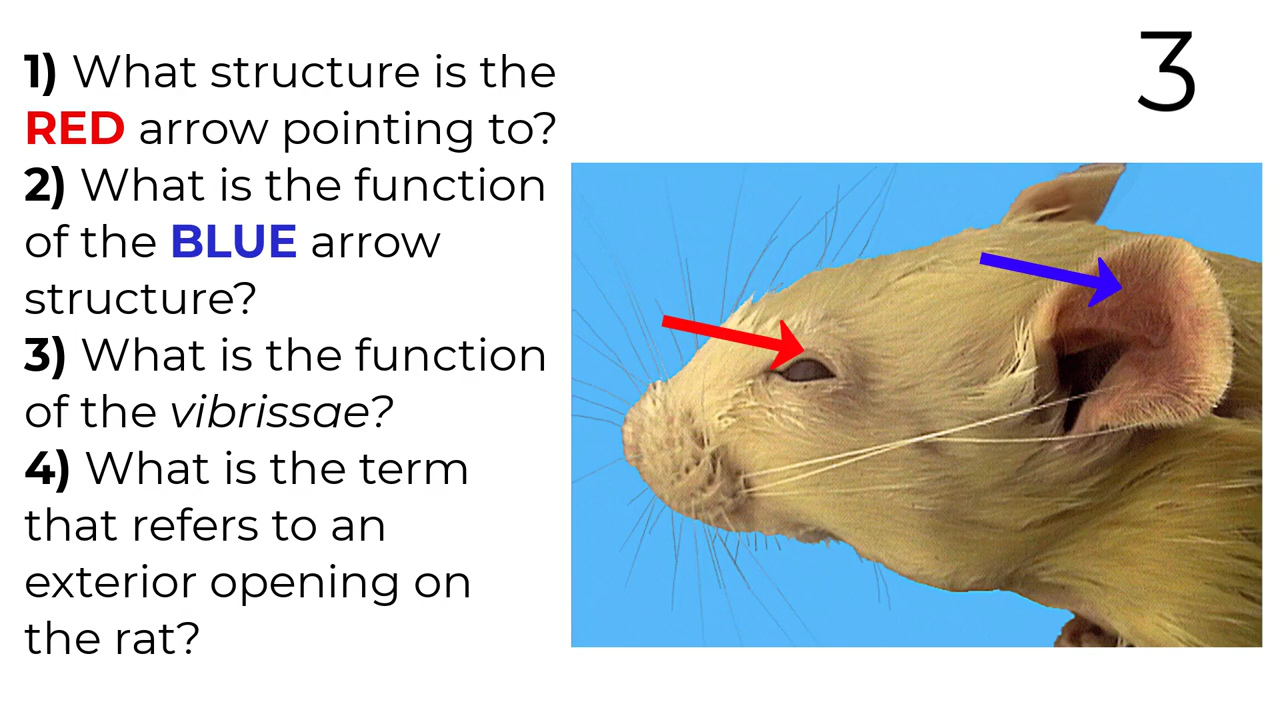 1) What structure is the
RED arrow pointing to?
2) What is the function
of the BLUE arrow
structure?
3) What is the function
of the vibrissae?
4) What is the term
that refers to an
exterior opening on
the rat?
3